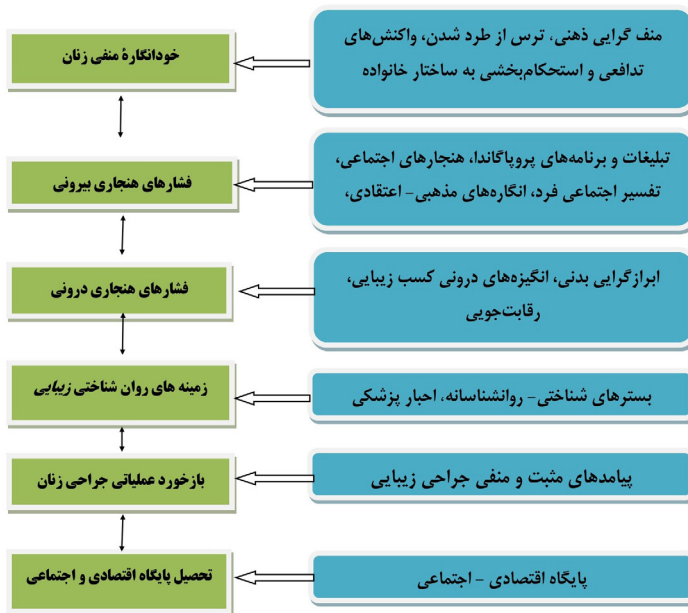 منف گرایی ذهنی، ترس از طرد شدن، واکنش‌های
تدافعی و استحکام‌بخشی به ساختار خانواده
خودانگارۀ منفی زنان
تبلیغات و برنامه‌های پروپاگاندا، هنجارهای اجتماعی،
تفسیر اجتماعی فرد، انگاره‌های مذهبی- اعتقادی،
فشارهای هنجاری بیرونی
ابرازگرایی بدنی، انگیزه‌های درونی کسب زیبایی،
رقابت‌جویی
فشارهای هنجاری درونی
بسترهای شناختی- روانشناسانه، احبار پزشکی
زمینه های روان شناختی زیبایی
پیامدهای مثبت و منفی جراحی زیبایی
بازخورد عملیاتی جراحی زنان
پایگاه اقتصادی - اجتماعی
تحصیل پایگاه اقتصادی و اجتماعی